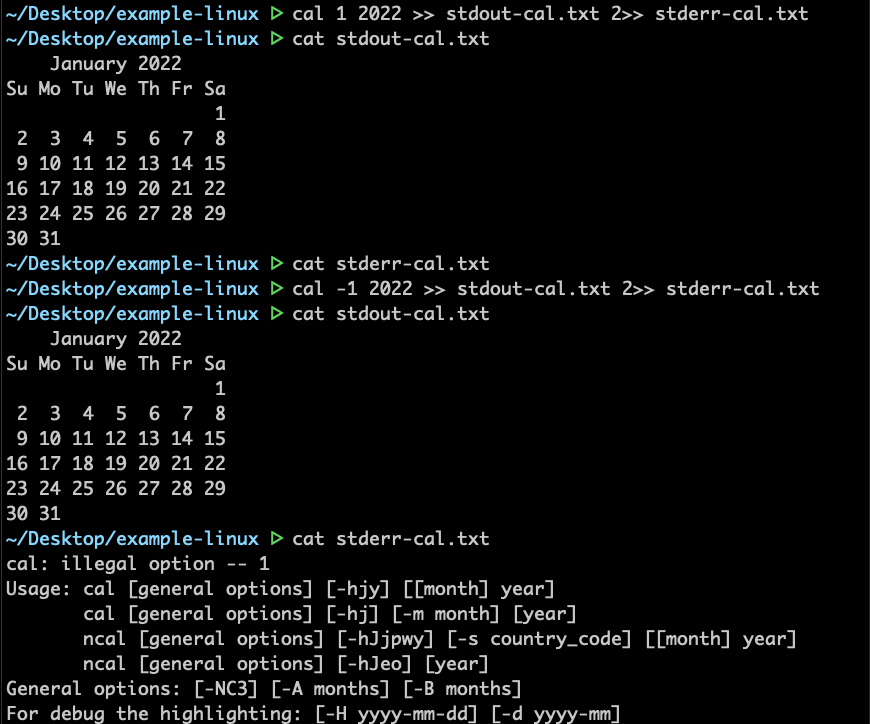 ~/Desktop/example-linux ▷ cal 1 2022 >> stdout-cal.txt 2>> stderr-cal.txt
~/Desktop/example-linux ▷ cat stdout-cal.txt
    January 2022
Su Mo Tu We Th Fr Sa
                   1
 2  3  4  5  6  7  8
 9 10 11 12 13 14 15
16 17 18 19 20 21 22
23 24 25 26 27 28 29
30 31
~/Desktop/example-linux ▷ cat stderr-cal.txt
~/Desktop/example-linux ▷ cal -1 2022 >> stdout-cal.txt 2>> stderr-cal.txt
~/Desktop/example-linux ▷ cat stdout-cal.txt
    January 2022
Su Mo Tu We Th Fr Sa
                   1
 2  3  4  5  6  7  8
 9 10 11 12 13 14 15
16 17 18 19 20 21 22
23 24 25 26 27 28 29
30 31
~/Desktop/example-linux ▷ cat stderr-cal.txt
cal: illegal option -- 1
Usage: cal [general options] [-hjy] [[month] year]
       cal [general options] [-hj] [-m month] [year]
       ncal [general options] [-hJjpwy] [-s country_code] [[month] year]
       ncal [general options] [-hJeo] [year]
General options: [-NC3] [-A months] [-B months]
For debug the highlighting: [-H yyyy-mm-dd] [-d yyyy-mm]